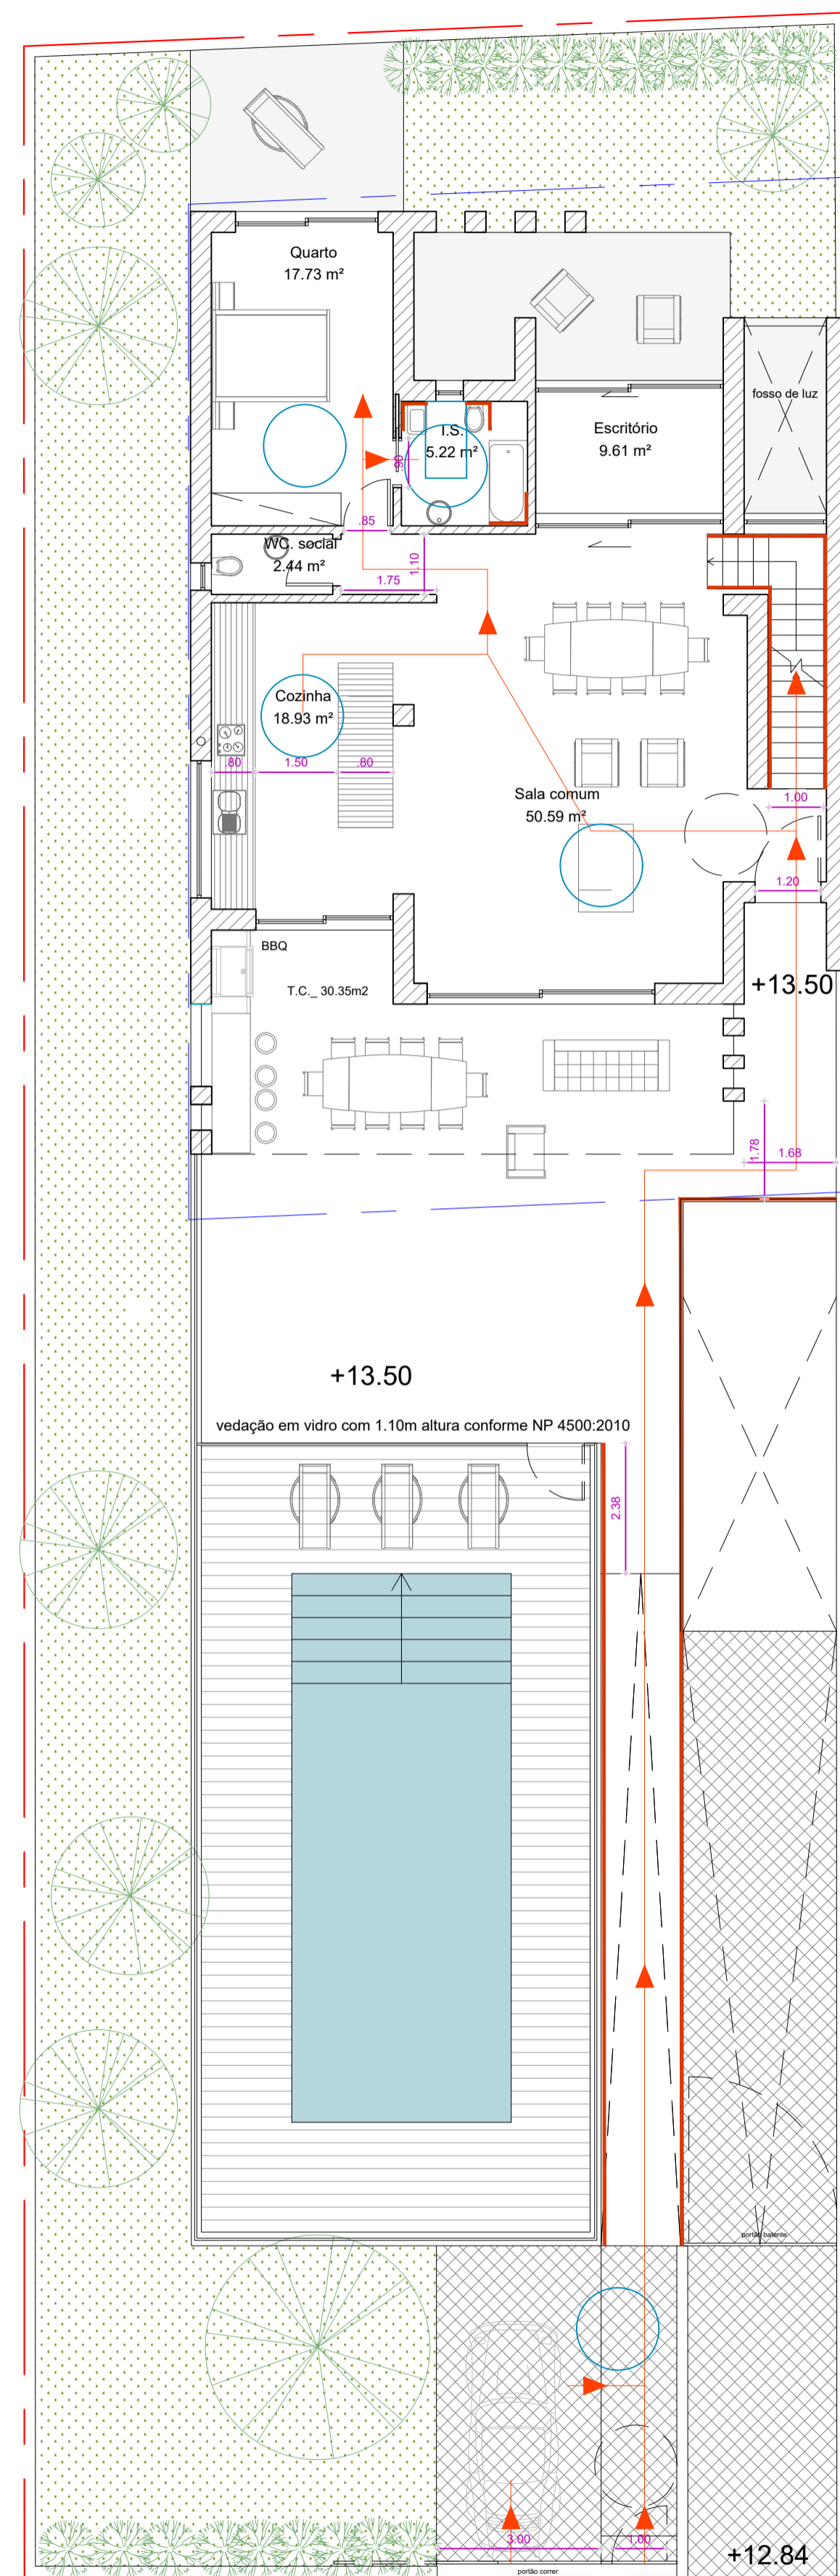 Quarto
17.73 m²
fosso de luz
I.S.
5.22 m²
Escritório
9.61 m²
.90
.85
WC. social
2.44 m²
1.10
1.75
Cozinha
18.93 m²
.80
1.50
.80
Sala comum
50.59 m²
1.00
1.20
BBQ
T.C._ 30.35m2
+13.50
1.78
1.68
+13.50
vedação em vidro com 1.10m altura conforme NP 4500:2010
2.38
portão batente
3.00
1.00
+12.84
portão correr